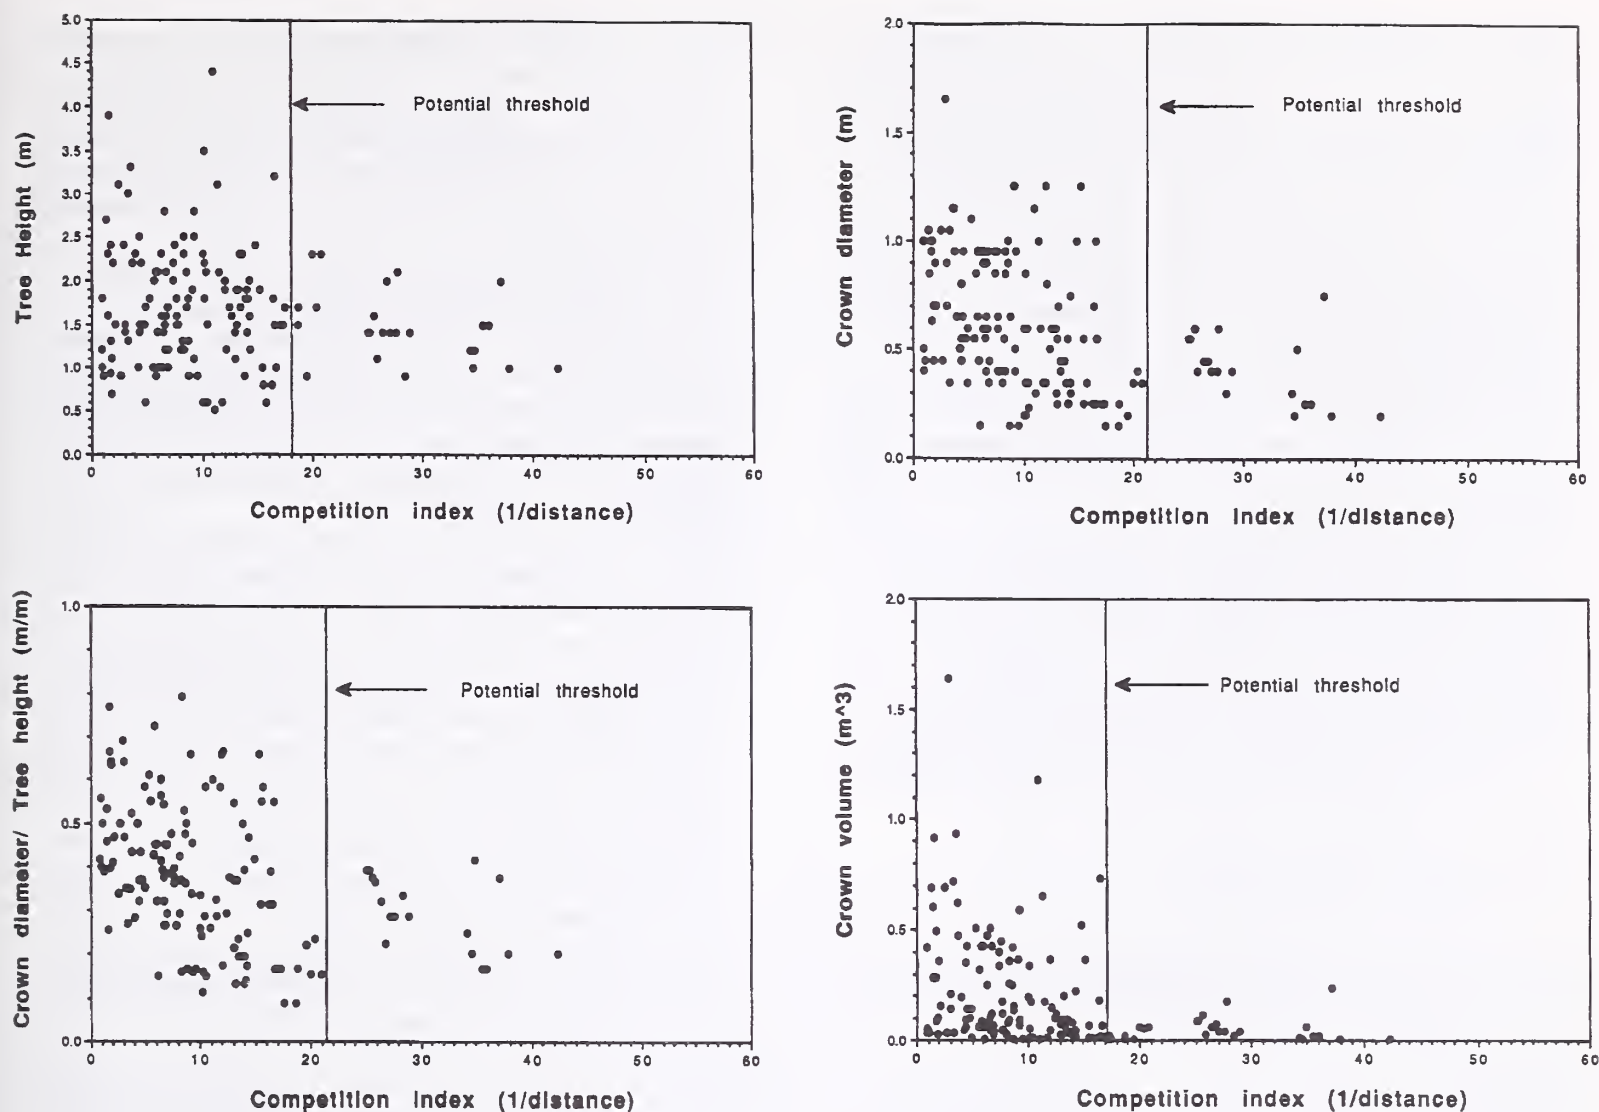 5.0
4.5
4.0
3.5
3.0
2.5
2.0
1.5
1.0
0.5
0.0
Tree Height (m)
Potential threshold
0 10 20 30 40 50 60
Competition index (1/distance)
2.0
1.5
1.0
0.5
0.0
Crown diameter (m)
Potential threshold
0 10 20 30 40 50 60
Competition index (1/distance)
1.0
0.5
0.0
Crown diameter/ Tree height (m/m)
Potential threshold
0 10 20 30 40 50 60
Competition index (1/distance)
2.0
1.5
1.0
0.5
0.0
Crown volume (m^3)
Potential threshold
0 10 20 30 40 50 60
Competition index (1/distance)